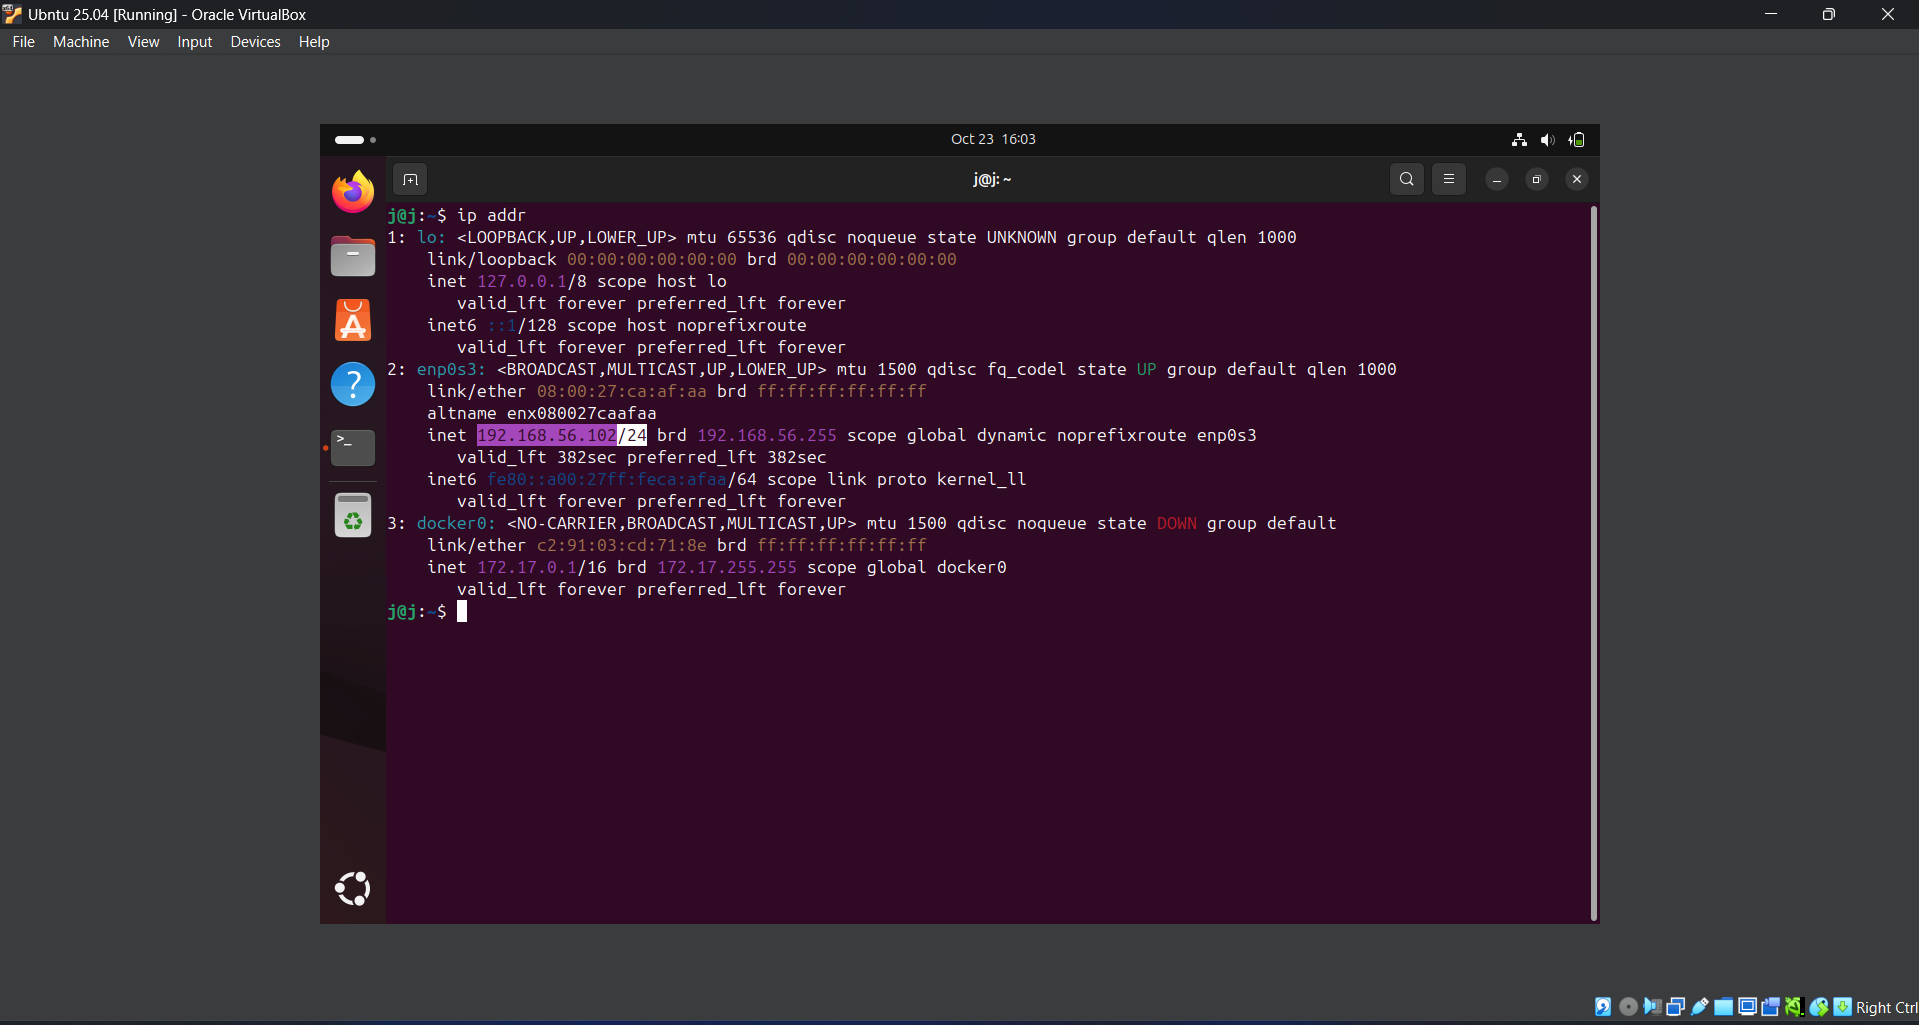 Ubntu 25.04 [Running] - Oracle VirtualBox
File Machine View Input Devices Help
Oct 23 16:03
j@j: ~
j@j:~$ ip addr
1: lo: <LOOPBACK,UP,LOWER_UP> mtu 65536 qdisc noqueue state UNKNOWN group default qlen 1000
link/loopback 00:00:00:00:00:00 brd 00:00:00:00:00:00
inet 127.0.0.1/8 scope host lo
valid_lft forever preferred_lft forever
inet6 ::1/128 scope host noprefixroute
valid_lft forever preferred_lft forever
2: enp0s3: <BROADCAST,MULTICAST,UP,LOWER_UP> mtu 1500 qdisc fq_codel state UP group default qlen 1000
link/ether 08:00:27:ca:af:aa brd ff:ff:ff:ff:ff:ff
altname enx080027caafaa
inet 192.168.56.102/24 brd 192.168.56.255 scope global dynamic noprefixroute enp0s3
valid_lft 382sec preferred_lft 382sec
inet6 fe80::a00:27ff:feca:afaa/64 scope link proto kernel_ll
valid_lft forever preferred_lft forever
3: docker0: <NO-CARRIER,BROADCAST,MULTICAST,UP> mtu 1500 qdisc noqueue state DOWN group default
link/ether c2:91:03:cd:71:8e brd ff:ff:ff:ff:ff:ff
inet 172.17.0.1/16 brd 172.17.255.255 scope global docker0
valid_lft forever preferred_lft forever
j@j:~$
Right Ctrl